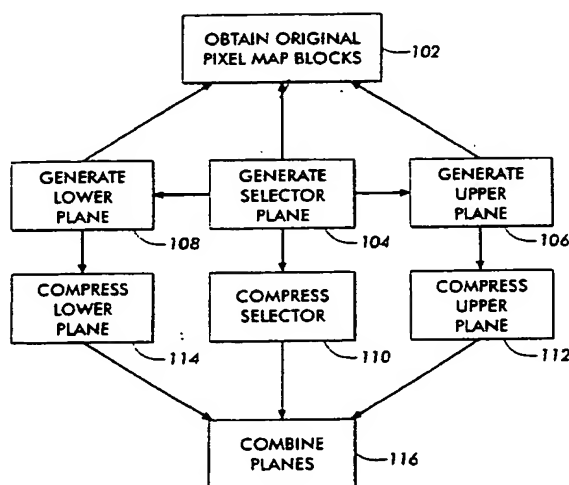 OBTAIN ORIGINAL
PIXEL MAP BLOCKS
102
GENERATE
LOWER
PLANE
108
GENERATE
SELECTOR
PLANE
104
GENERATE
UPPER
PLANE
106
COMPRESS
LOWER
PLANE
114
COMPRESS
SELECTOR
110
COMPRESS
UPPER
PLANE
112
COMBINE
PLANES
116